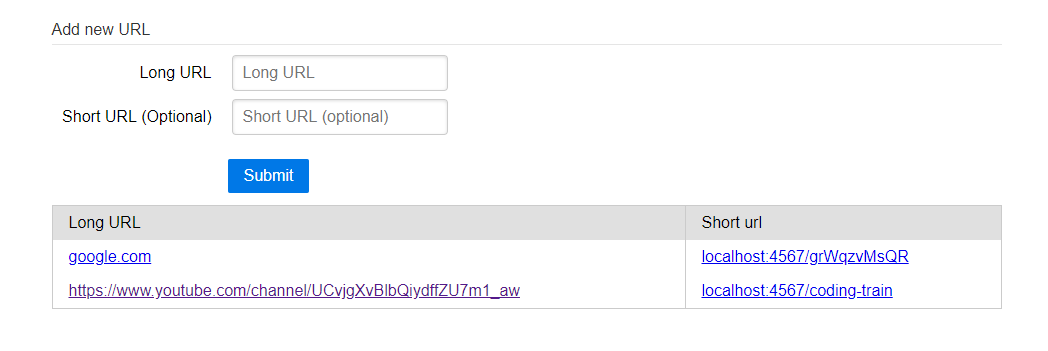 Add new URL
Long URL Long URL
Short URL (Optional) Short URL (optional)
Submit
Long URL Short url
google.com localhost:4567/grWqzvMsQR
https://www.youtube.com/channel/UCvjgXvBlbQiydffZU7m1_aw localhost:4567/coding-train